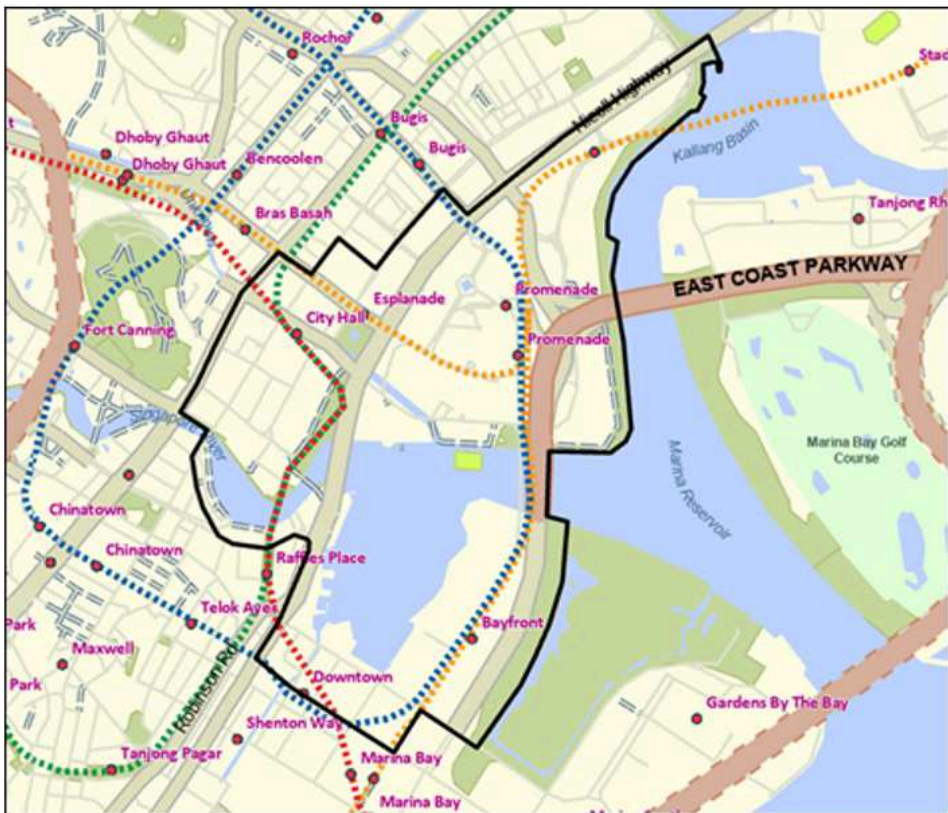 Rochor
Stad
Nicoll Highway
Bugis
t
Dhoby Ghaut
Bencoolen
Bugis
Kallang Basin
Dhoby Ghaut
Tanjong Rh
Bras Basah
EAST COAST PARKWAY
Esplanade
Promenade
City Hall
Fort Canning
Promenade
Singapore River
Marina Bay Golf
Course
Marina Reservoir
Chinatown
Chinatown
Raffles Place
Telok Ayer
Park
Bayfront
Maxwell
Robinson Rd
Park
Downtown
Gardens By The Bay
Shenton Way
Tanjong Pagar
Marina Bay
Marina Bay